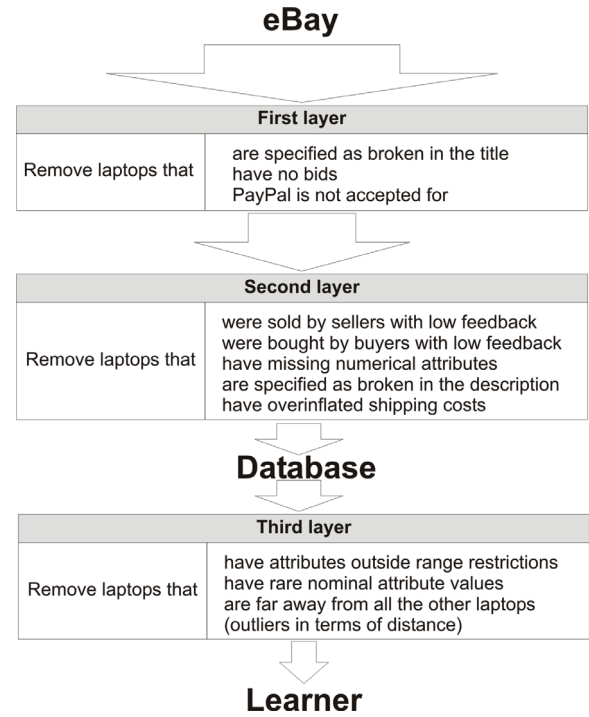 eBay
First layer
Remove laptops that
are specified as broken in the title
have no bids
PayPal is not accepted for
Second layer
Remove laptops that
were sold by sellers with low feedback
were bought by buyers with low feedback
have missing numerical attributes
are specified as broken in the description
have overinflated shipping costs
Database
Third layer
Remove laptops that
have attributes outside range restrictions
have rare nominal attribute values
are far away from all the other laptops
(outliers in terms of distance)
Learner